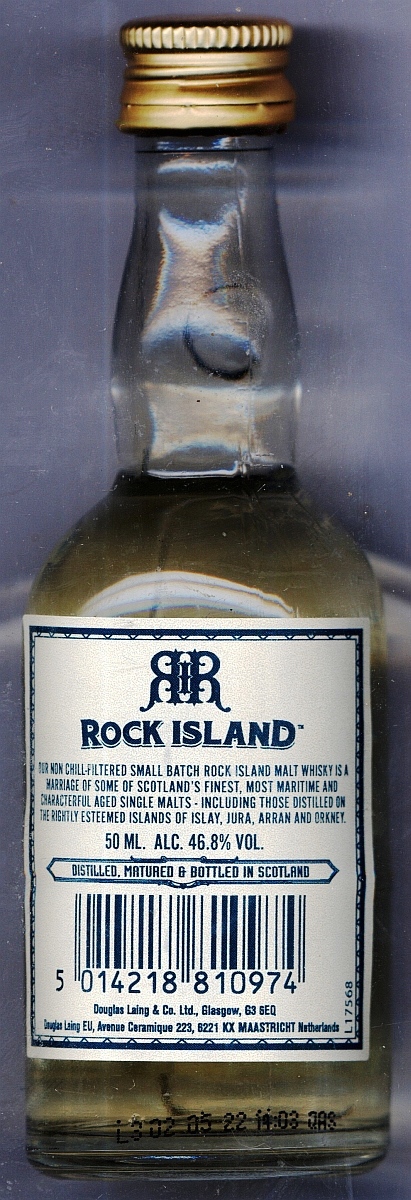 RIR
ROCK ISLAND™
OUR NON CHILL-FILTERED SMALL BATCH ROCK ISLAND MALT WHISKY IS A
MARRIAGE OF SOME OF SCOTLAND'S FINEST, MOST MARITIME AND
CHARACTERFUL AGED SINGLE MALTS - INCLUDING THOSE DISTILLED ON
THE RIGHTLY ESTEEMED ISLANDS OF ISLAY, JURA, ARRAN AND ORKNEY.
50 ML. ALC. 46.8% VOL.
DISTILLED, MATURED & BOTTLED IN SCOTLAND
5 014218 810974
Douglas Laing & Co. Ltd., Glasgow, G3 6EQ
Douglas Laing EU, Avenue Ceramique 223, 6221 KX MAASTRICHT Netherlands
L17568
02 05 22 14:03